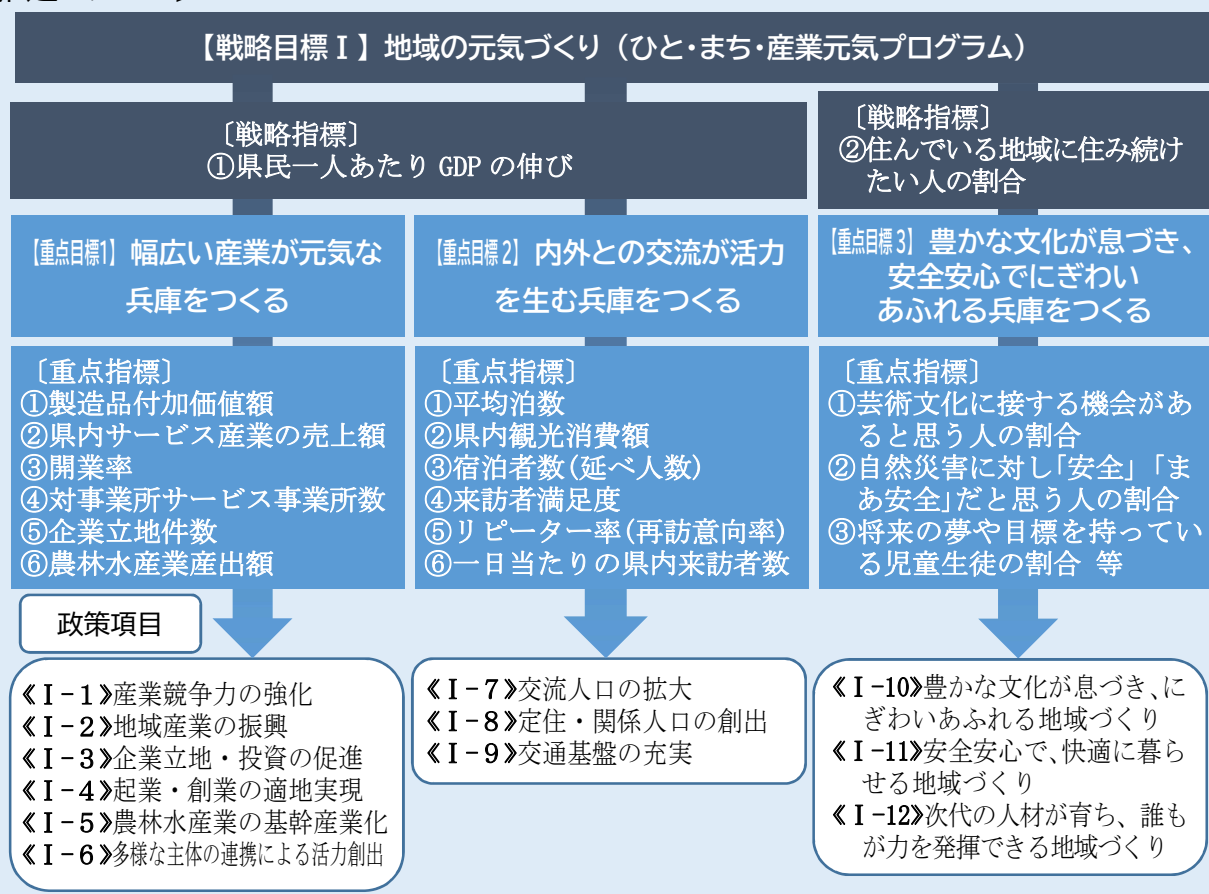 【戦略目標Ⅰ】地域の元気づくり（ひと・まち・産業元気プログラム）
〔戦略指標〕
①県民一人あたり GDP の伸び
〔戦略指標〕
②住んでいる地域に住み続け
たい人の割合
【重点目標1】幅広い産業が元気な
兵庫をつくる
【重点目標2】内外との交流が活力
を生む兵庫をつくる
【重点目標3】豊かな文化が息づき、
安全安心でにぎわい
あふれる兵庫をつくる
〔重点指標〕
①製造品付加価値額
②県内サービス産業の売上額
③開業率
④対事業所サービス事業所数
⑤企業立地件数
⑥農林水産業産出額
〔重点指標〕
①平均泊数
②県内観光消費額
③宿泊者数(延べ人数)
④来訪者満足度
⑤リピーター率(再訪意向率)
⑥一日当たりの県内来訪者数
〔重点指標〕
①芸術文化に接する機会があ
ると思う人の割合
②自然災害に対し「安全」「ま
あ安全」だと思う人の割合
③将来の夢や目標を持ってい
る児童生徒の割合 等
政策項目
《Ⅰ-1》産業競争力の強化
《Ⅰ-2》地域産業の振興
《Ⅰ-3》企業立地・投資の促進
《Ⅰ-4》起業・創業の適地実現
《Ⅰ-5》農林水産業の基幹産業化
《Ⅰ-6》多様な主体の連携による活力創出
《Ⅰ-7》交流人口の拡大
《Ⅰ-8》定住・関係人口の創出
《Ⅰ-9》交通基盤の充実
《Ⅰ-10》豊かな文化が息づき、に
ぎわいあふれる地域づくり
《Ⅰ-11》安全安心で、快適に暮ら
せる地域づくり
《Ⅰ-12》次代の人材が育ち、誰も
が力を発揮できる地域づくり